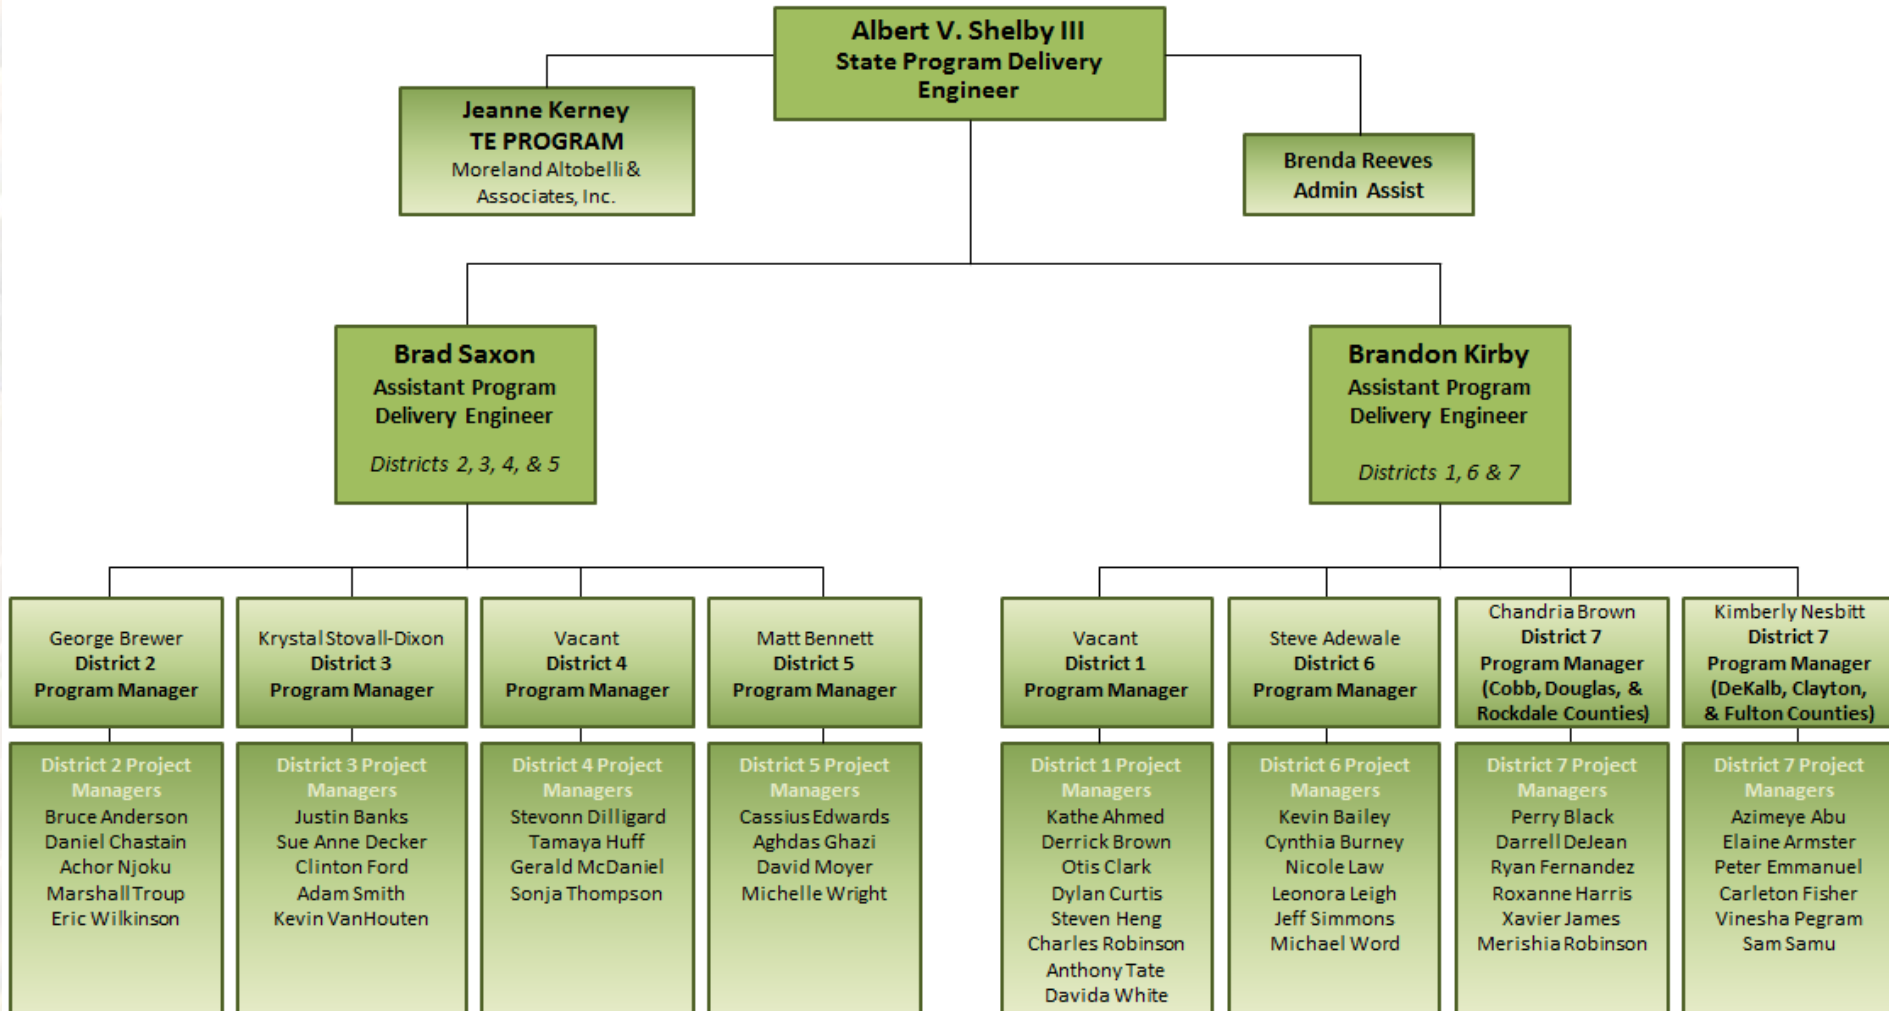 Albert V. Shelby III
State Program Delivery
Engineer
Jeanne Kerney
TE PROGRAM
Moreland Altobelli &
Associates, Inc.
Brenda Reeves
Admin Assist
Brad Saxon
Assistant Program
Delivery Engineer
Districts 2, 3, 4, & 5
Brandon Kirby
Assistant Program
Delivery Engineer
Districts 1, 6 & 7
George Brewer
District 2
Program Manager
Krystal Stovall-Dixon
District 3
Program Manager
Vacant
District 4
Program Manager
Matt Bennett
District 5
Program Manager
Vacant
District 1
Program Manager
Steve Adewale
District 6
Program Manager
Chandria Brown
District 7
Program Manager
(Cobb, Douglas, &
Rockdale Counties)
Kimberly Nesbitt
District 7
Program Manager
(DeKalb, Clayton,
& Fulton Counties)
District 2 Project
Managers
Bruce Anderson
Daniel Chastain
Achor Njoku
Marshall Troup
Eric Wilkinson
District 3 Project
Managers
Justin Banks
Sue Anne Decker
Clinton Ford
Adam Smith
Kevin VanHouten
District 4 Project
Managers
Stevonn Dilligard
Tamaya Huff
Gerald McDaniel
Sonja Thompson
District 5 Project
Managers
Cassius Edwards
Aghdas Ghazi
David Moyer
Michelle Wright
District 1 Project
Managers
Kathe Ahmed
Derrick Brown
Otis Clark
Dylan Curtis
Steven Heng
Charles Robinson
Anthony Tate
Davida White
District 6 Project
Managers
Kevin Bailey
Cynthia Burney
Nicole Law
Leonora Leigh
Jeff Simmons
Michael Word
District 7 Project
Managers
Perry Black
Darrell DeJean
Ryan Fernandez
Roxanne Harris
Xavier James
Merishia Robinson
District 7 Project
Managers
Azimeye Abu
Elaine Armster
Peter Emmanuel
Carleton Fisher
Vinesha Pegram
Sam Samu